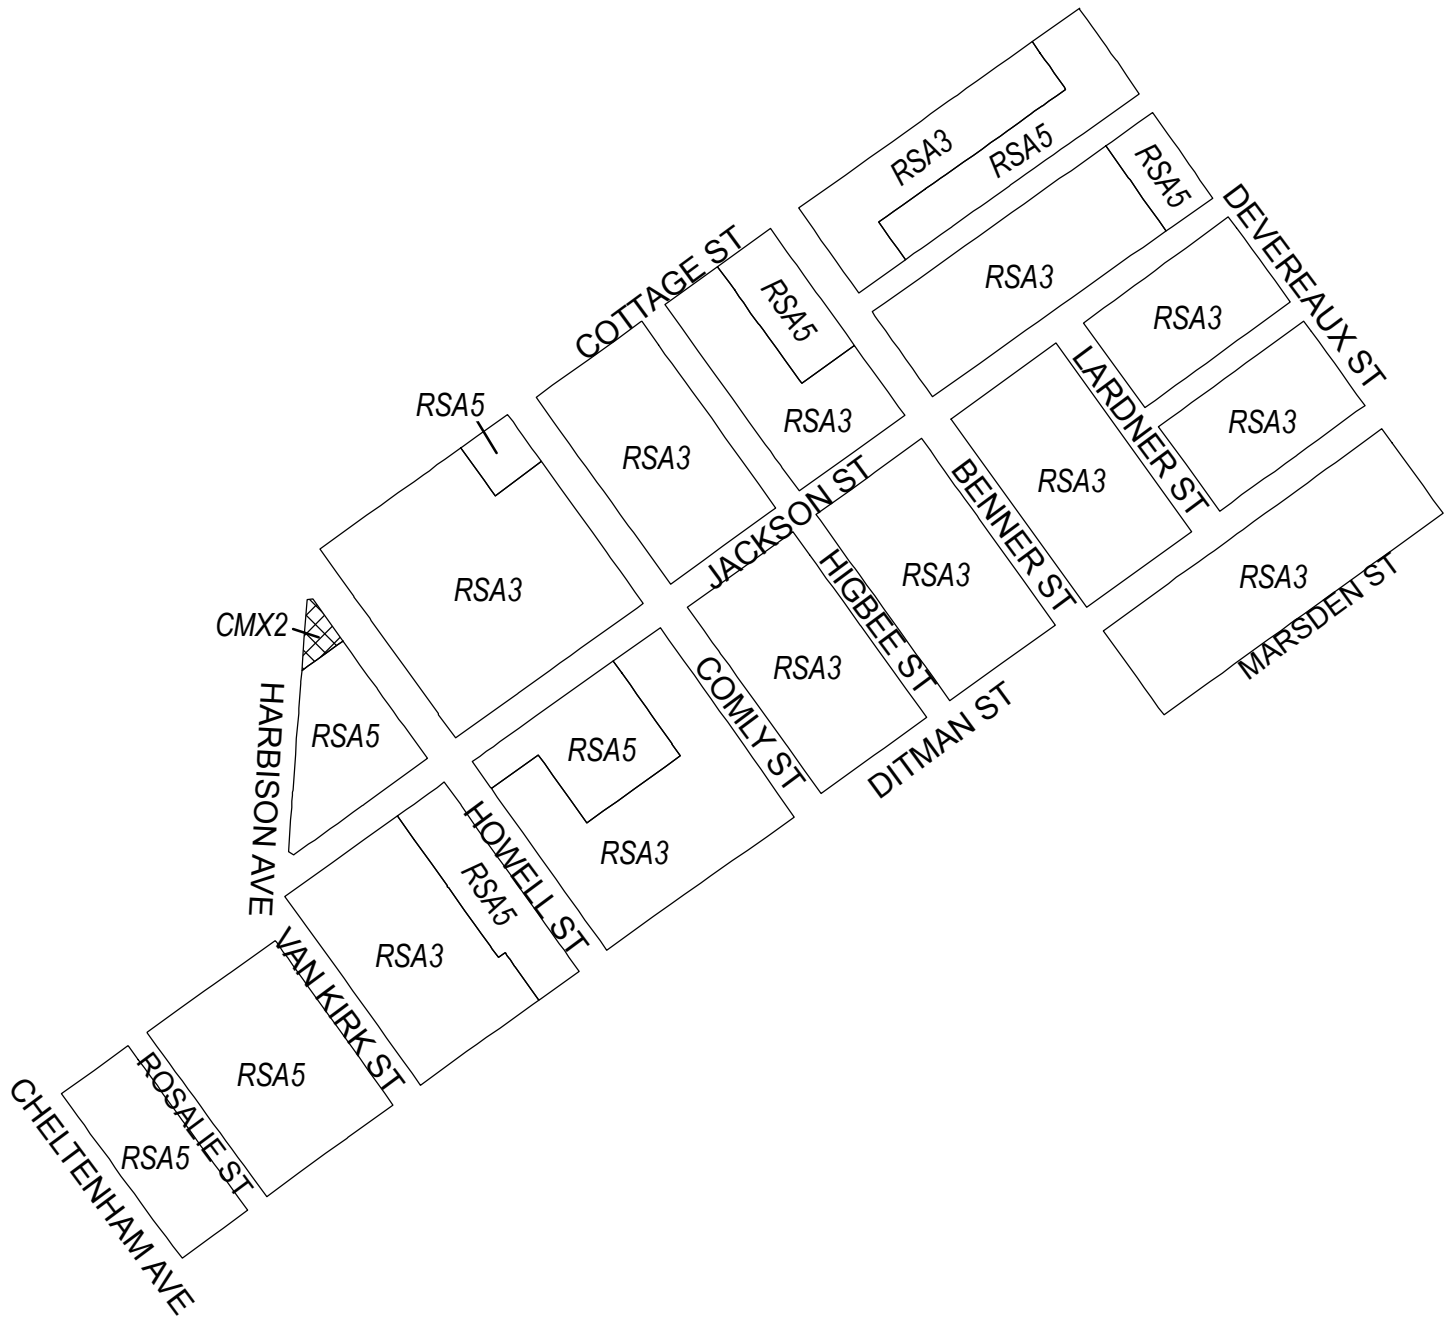 RSA3
RSA5
RSA5
DEVEREAUX ST
COTTAGE ST
RSA3
RSA5
RSA3
LARDNER ST
RSA5
RSA3
RSA3
RSA3
JACKSON ST
RSA3
BENNER ST
RSA3
HIGBEE ST
RSA3
RSA3
MARSDEN ST
CMX2
RSA3
COMLY ST
HARBISON AVE
RSA5
RSA5
DITMAN ST
HOWELL ST
RSA3
RSA5
RSA3
VAN KIRK ST
RSA5
ROSALIE ST
RSA5
CHELTENHAM AVE